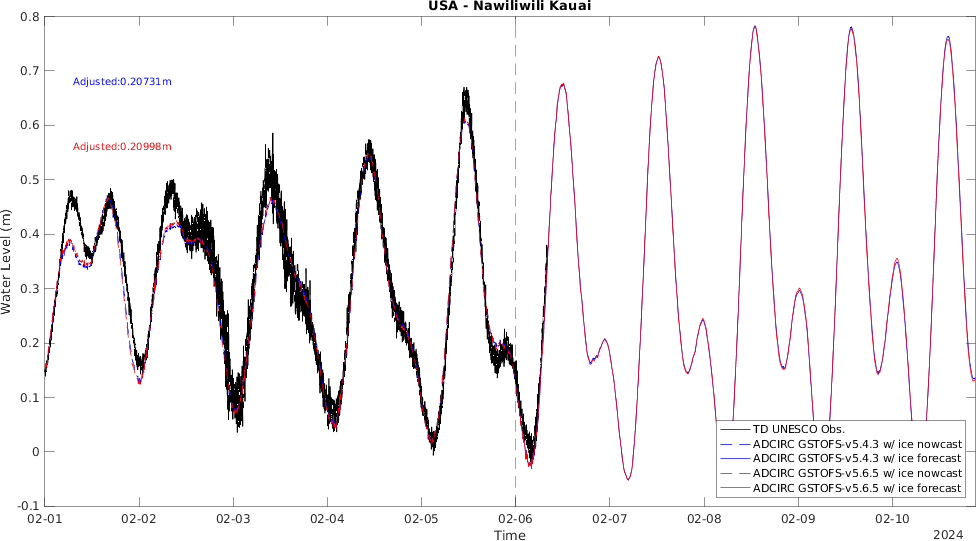 USA - Nawiliwili Kauai
0.8
0.7
0.6
0.5
0.4
0.3
0.2
0.1
0
-0.1
Water Level (m)
Adjusted:0.20731m
Adjusted:0.20998m
TD UNESCO Obs.
ADCIRC GSTOFS-v5.4.3 w/ ice nowcast
ADCIRC GSTOFS-v5.4.3 w/ ice forecast
ADCIRC GSTOFS-v5.6.5 w/ ice nowcast
ADCIRC GSTOFS-v5.6.5 w/ ice forecast
02-01 02-02 02-03 02-04 02-05 02-06 02-07 02-08 02-09 02-10
Time
2024